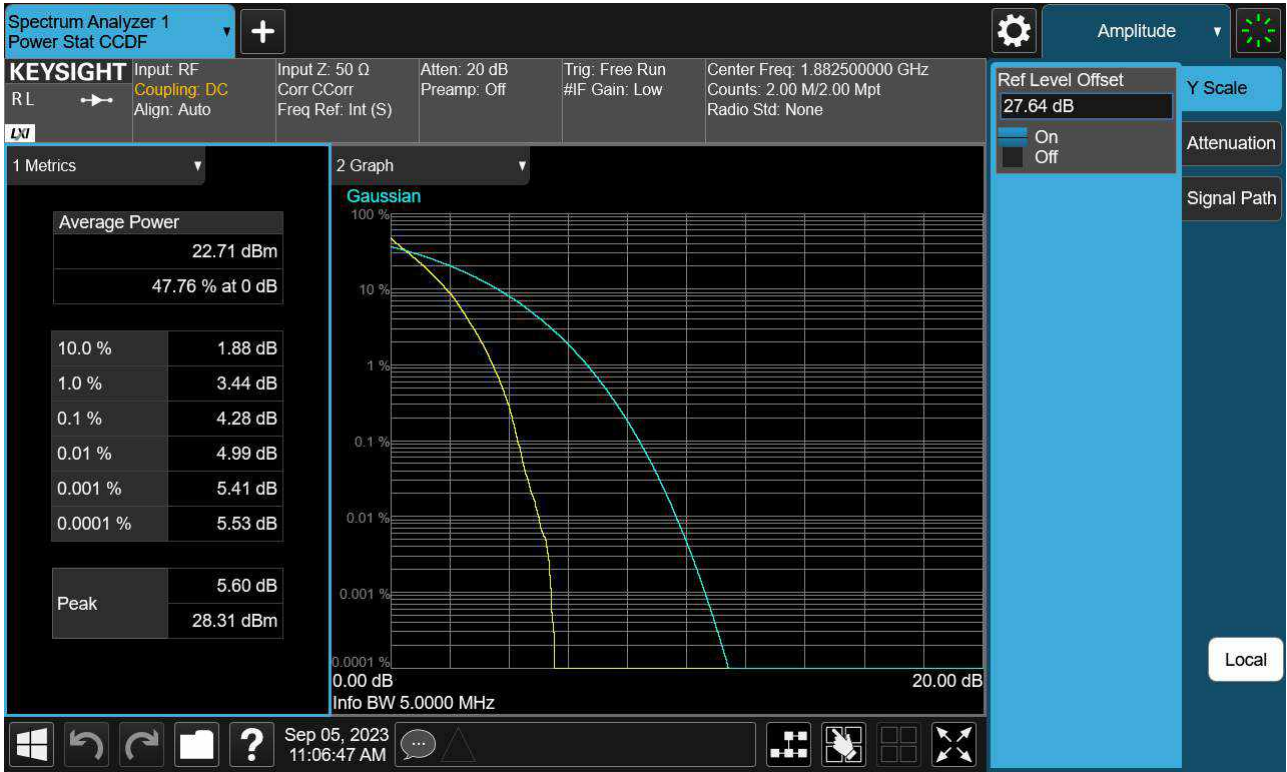 Spectrum Analyzer 1
Power Stat CCDF
+
Amplitude
KEYSIGHT
RL
LXI
Input: RF
Coupling: DC
Align: Auto
Input Z: 50 Ω
Corr CCorr
Freq Ref: Int (S)
Atten: 20 dB
Preamp: Off
Trig: Free Run
#IF Gain: Low
Center Freq: 1.882500000 GHz
Counts: 2.00 M/2.00 Mpt
Radio Std: None
Ref Level Offset
27.64 dB
On
Off
Y Scale
Attenuation
Signal Path
1 Metrics
Average Power
22.71 dBm
47.76 % at 0 dB
10.0 % 1.88 dB
1.0 % 3.44 dB
0.1 % 4.28 dB
0.01 % 4.99 dB
0.001 % 5.41 dB
0.0001 % 5.53 dB
Peak
5.60 dB
28.31 dBm
2 Graph
Gaussian
100 %
10 %
1 %
0.1 %
0.01 %
0.001 %
0.0001 %
0.00 dB 20.00 dB
Info BW 5.0000 MHz
Local
?
Sep 05, 2023
11:06:47 AM